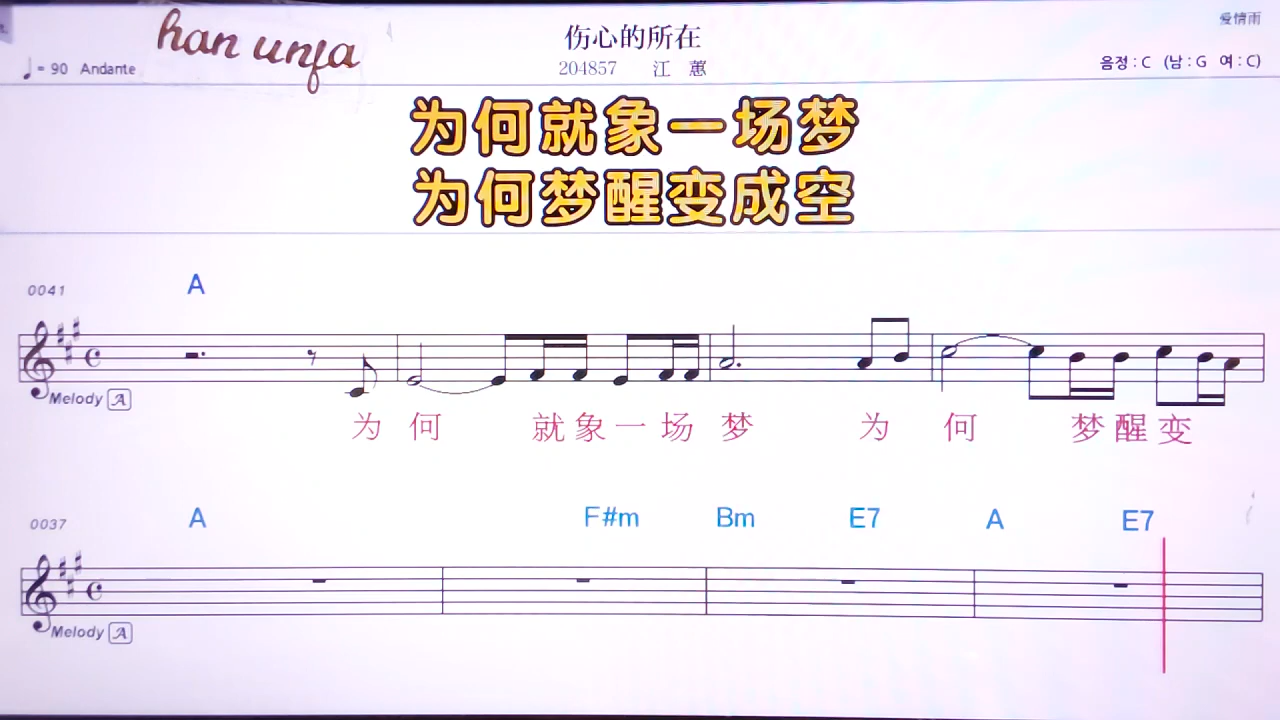 han unfa
伤心的所在
爱情雨
♩= 90 Andante
204857 江 蕙
음정 : C (남 : G 여 : C)
为何就象一场梦
为何梦醒变成空
0041 A
Melody A
为 何 就 象 一 场 梦 为 何 梦 醒 变
0037 A F#m Bm E7 A E7
Melody A